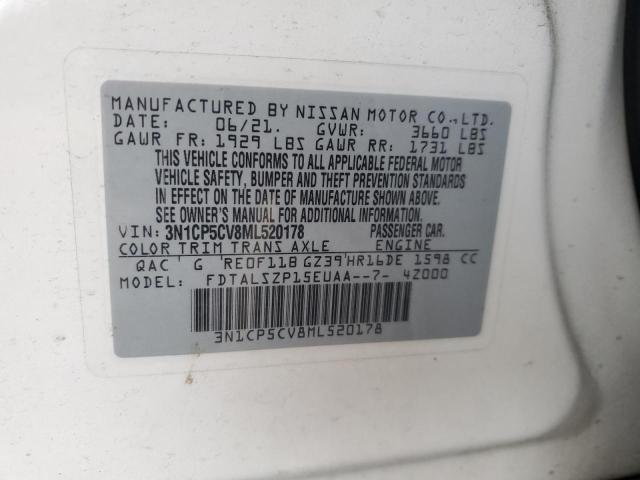 MANUFACTURED BY NISSAN MOTOR CO.,LTD.
DATE: 06/21. GVWR: 3660 LBS
GAWR FR: 1929 LBS GAWR RR: 1731 LBS
THIS VEHICLE CONFORMS TO ALL APPLICABLE FEDERAL MOTOR
VEHICLE SAFETY, BUMPER AND THEFT PREVENTION STANDARDS
IN EFFECT ON THE DATE OF MANUFACTURE SHOWN ABOVE.
SEE OWNER'S MANUAL FOR ADDITIONAL INFORMATION.
VIN: 3N1CP5CV8ML520178 PASSENGER CAR.
COLOR TRIM TRANS AXLE ENGINE
QAC ' G ' RE0F11B GZ39'HR16DE 1598 CC
MODEL: FDTALSZP15EUAA--7- 42000
3N1CP5CV8ML520178